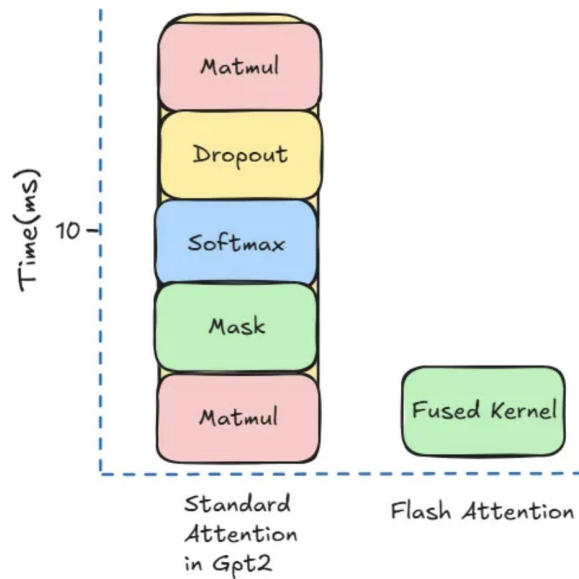 Matmul
Dropout
Softmax
Mask
Matmul
Time(ms)
10
Fused Kernel
Standard
Attention
in Gpt2
Flash Attention